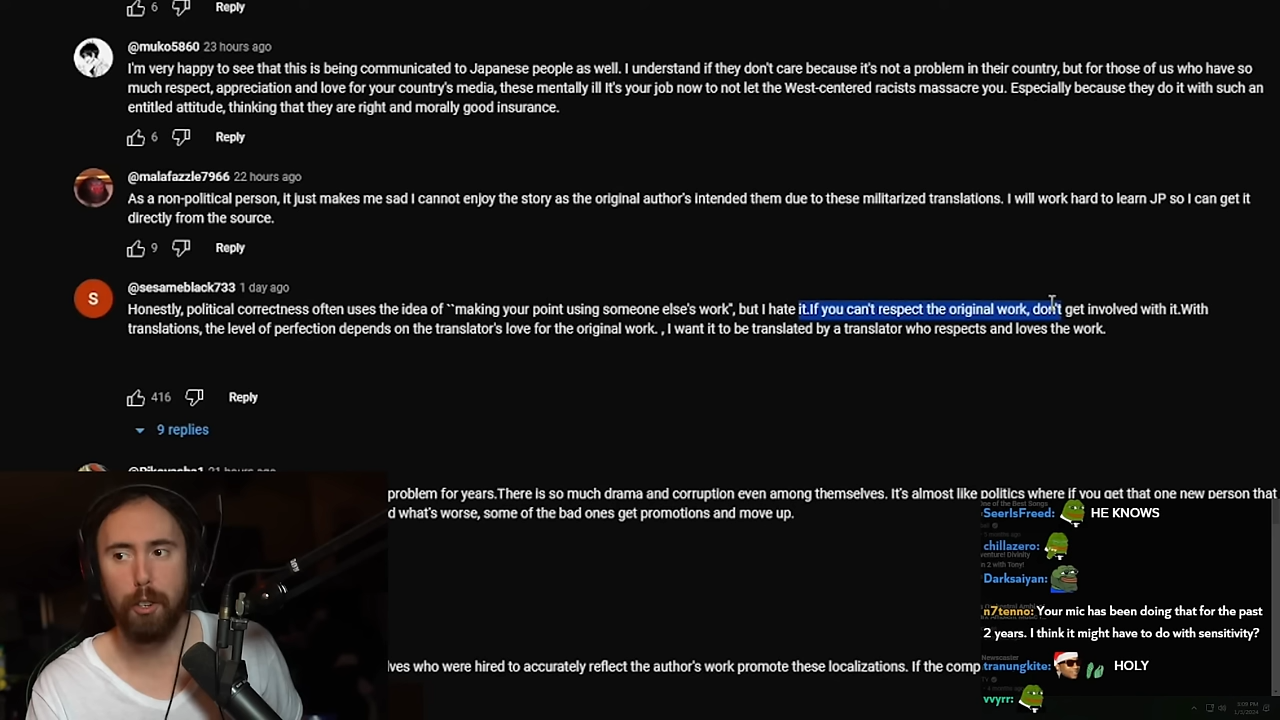 6 Reply
@muko5860 23 hours ago
I'm very happy to see that this is being communicated to Japanese people as well. I understand if they don't care because it's not a problem in their country, but for those of us who have so
much respect, appreciation and love for your country's media, these mentally ill It's your job now to not let the West-centered racists massacre you. Especially because they do it with such an
entitled attitude, thinking that they are right and morally good insurance.
6 Reply
@malafazzle7966 22 hours ago
As a non-political person, it just makes me sad I cannot enjoy the story as the original author's intended them due to these militarized translations. I will work hard to learn JP so I can get it
directly from the source.
9 Reply
S
@sesameblack733 1 day ago
Honestly, political correctness often uses the idea of ``making your point using someone else's work'', but I hate it.If you can't respect the original work, don't get involved with it.With
translations, the level of perfection depends on the translator's love for the original work. , I want it to be translated by a translator who respects and loves the work.
416 Reply
9 replies
problem for years.There is so much drama and corruption even among themselves. It's almost like politics where if you get that one new person that
d what's worse, some of the bad ones get promotions and move up.
SeerIsFreed: HE KNOWS
chillazero:
Darksaiyan:
n7tenno: Your mic has been doing that for the past
2 years. I think it might have to do with sensitivity?
lves who were hired to accurately reflect the author's work promote these localizations. If the comp
tranungkite: HOLY
vvyrr: